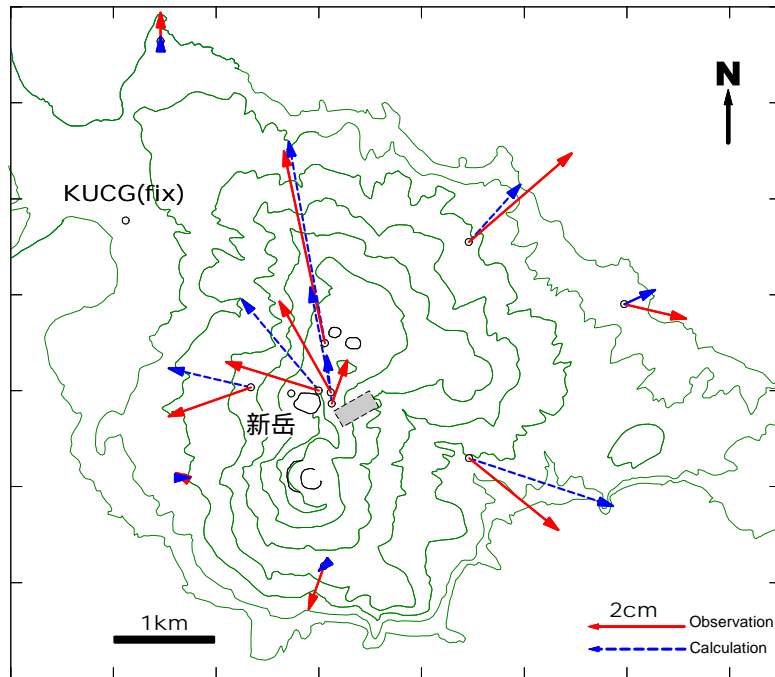 N
KUCG(fix)
新岳
1km
2cm
Observation
Calculation